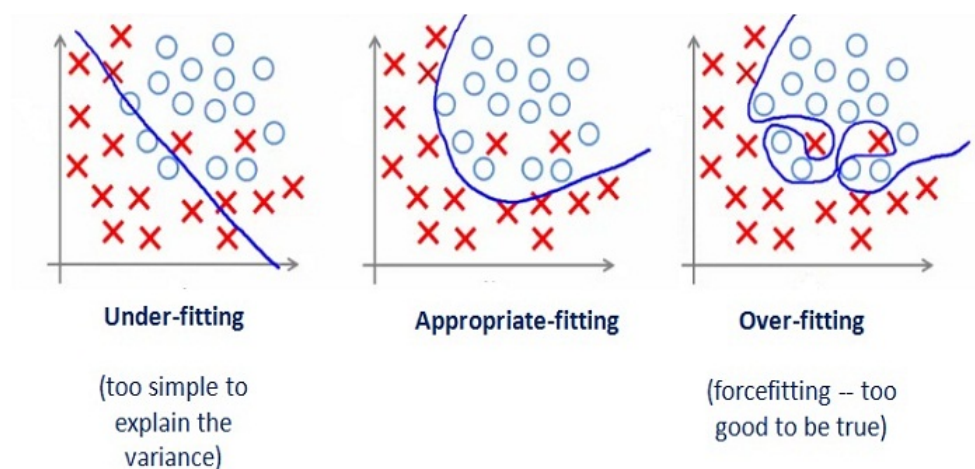 Under-fitting
(too simple to
explain the
variance)
Appropriate-fitting
Over-fitting
(forcefitting -- too
good to be true)